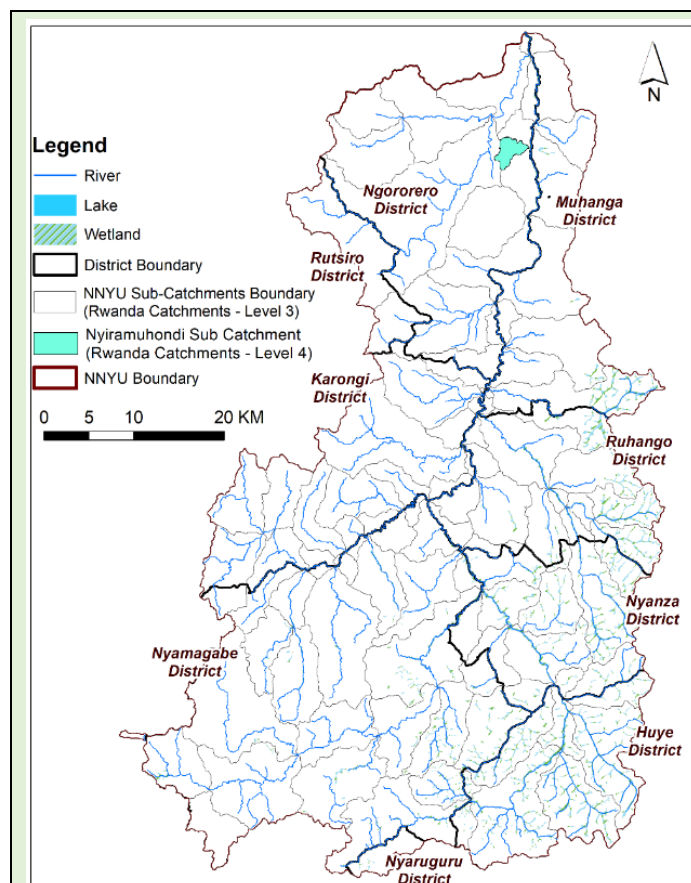 N
Legend
River
Lake
Wetland
District Boundary
NNYU Sub-Catchments Boundary
(Rwanda Catchments - Level 3)
Nyiramuhondi Sub Catchment
(Rwanda Catchments - Level 4)
NNYU Boundary
0 5 10 20 KM
Ngororero
District
Muhanga
District
Rutsiro
District
Karongi
District
Ruhango
District
Nyanza
District
Nyamagabe
District
Huye
District
Nyaruguru
District